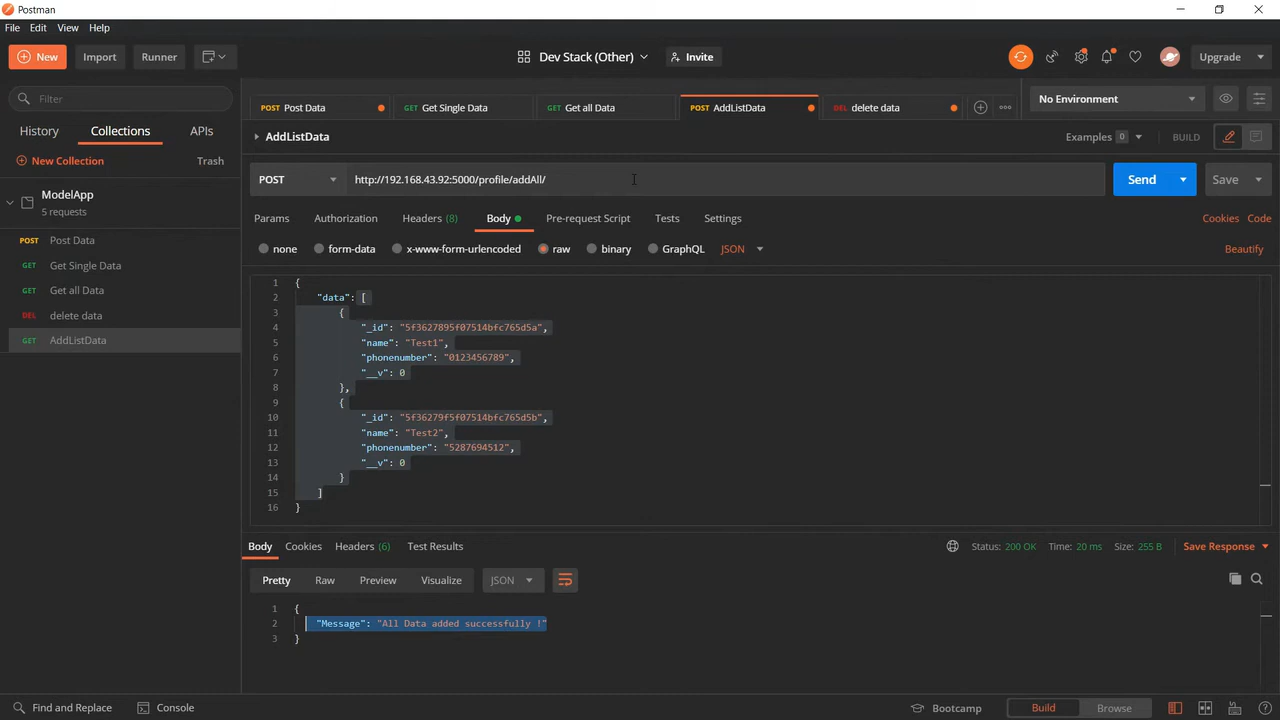 Postman
File Edit View Help
New Import Runner Dev Stack (Other) Invite Upgrade
Filter
POST Post Data GET Get Single Data GET Get all Data POST AddListData DEL delete data No Environment
History Collections APIs
AddListData Examples 0 BUILD
New Collection Trash
POST http://192.168.43.92:5000/profile/addAll/ Send Save
ModelApp
5 requests
Params Authorization Headers (8) Body Pre-request Script Tests Settings Cookies Code
POST Post Data
none form-data x-www-form-urlencoded raw binary GraphQL JSON Beautify
GET Get Single Data
GET Get all Data
DEL delete data
GET AddListData
1 {
2 "data": [
3 {
4 "_id": "5f3627895f07514bfc765d5a",
5 "name": "Test1",
6 "phonenumber": "0123456789",
7 "__v": 0
8 },
9 {
10 "_id": "5f36279f5f07514bfc765d5b",
11 "name": "Test2",
12 "phonenumber": "5287694512",
13 "__v": 0
14 }
15 ]
16 }
Body Cookies Headers (6) Test Results Status: 200 OK Time: 20 ms Size: 255 B Save Response
Pretty Raw Preview Visualize JSON
1 {
2 "Message": "All Data added successfully !"
3 }
Find and Replace Console Bootcamp Build Browse